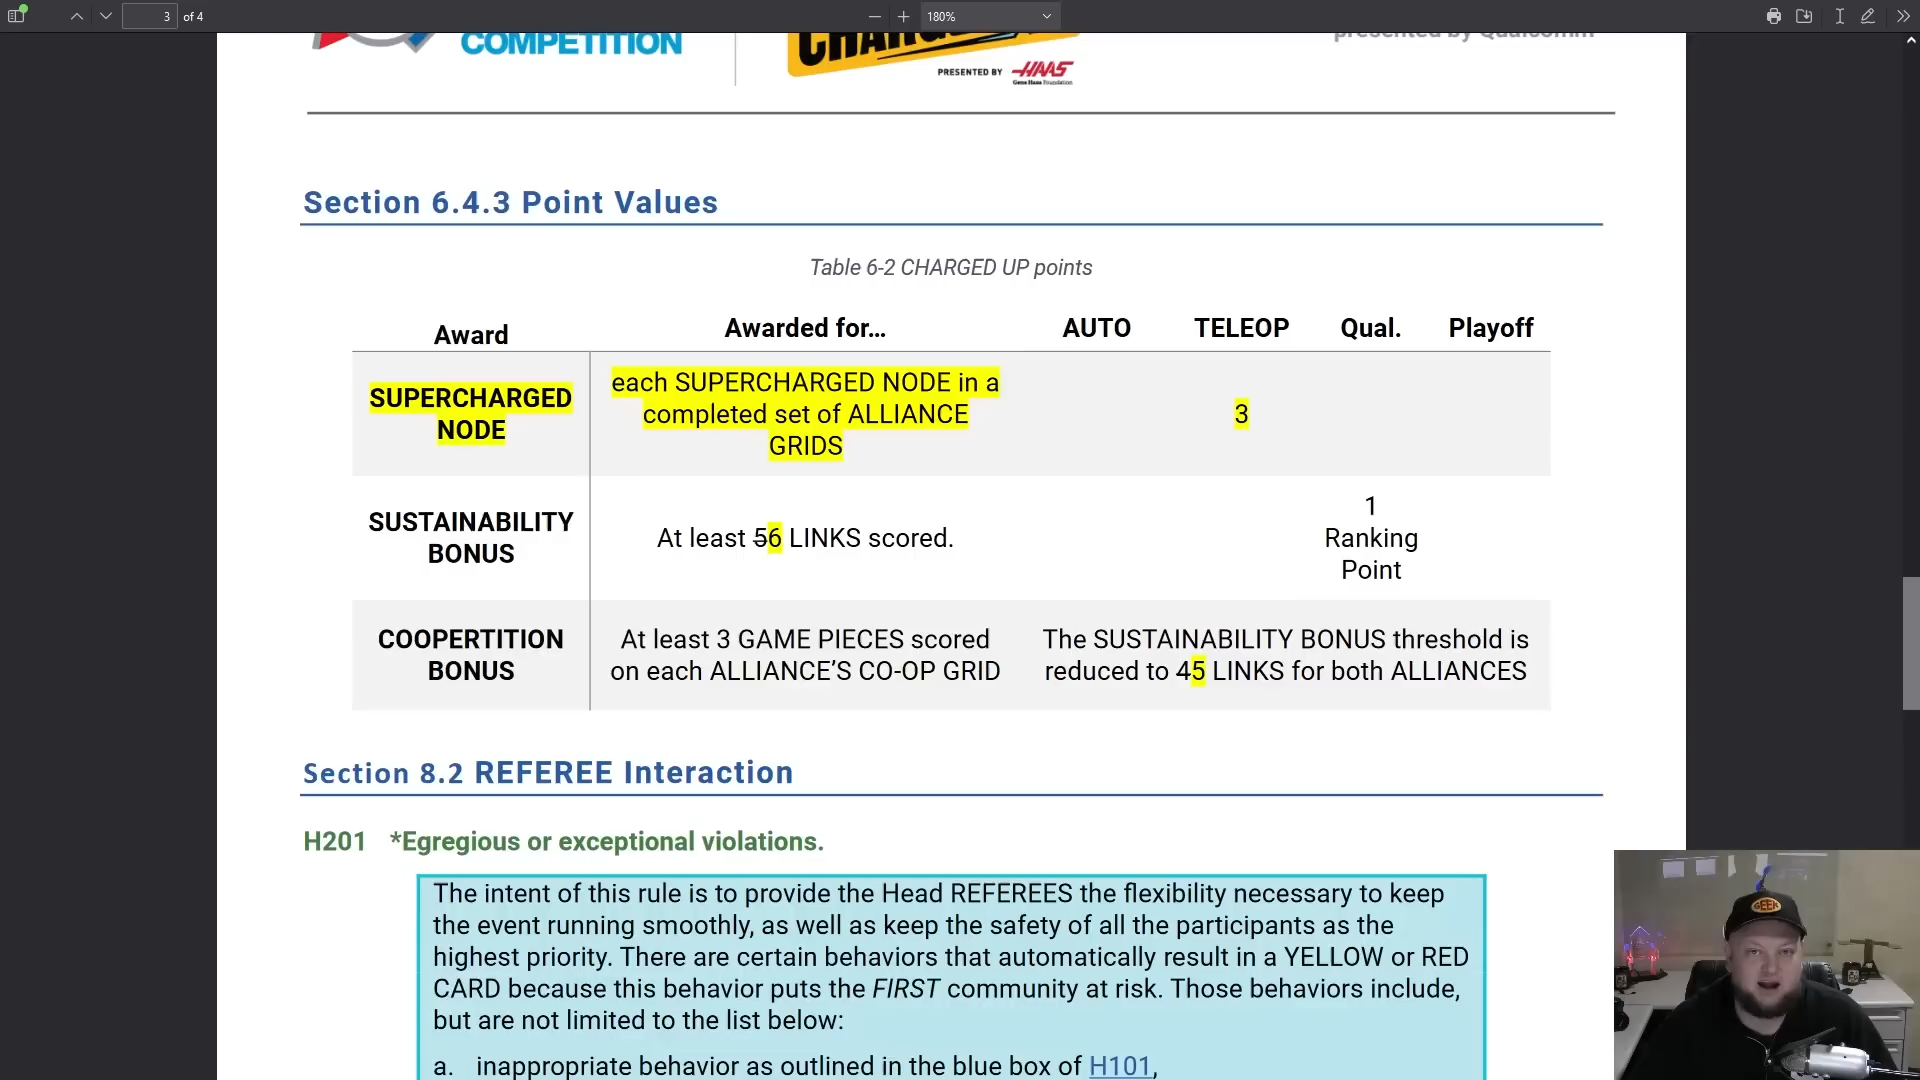 3 of 4
180%
COMPETITION
PRESENTED BY HAAS
Gene Haas Foundation
presented by Qualcomm
Section 6.4.3 Point Values
Table 6-2 CHARGED UP points
Award Awarded for... AUTO TELEOP Qual. Playoff
SUPERCHARGED
NODE
each SUPERCHARGED NODE in a
completed set of ALLIANCE
GRIDS
3
SUSTAINABILITY
BONUS
At least 56 LINKS scored.
1
Ranking
Point
COOPERTITION
BONUS
At least 3 GAME PIECES scored
on each ALLIANCE’S CO-OP GRID
The SUSTAINABILITY BONUS threshold is
reduced to 45 LINKS for both ALLIANCES
Section 8.2 REFEREE Interaction
H201 *Egregious or exceptional violations.
The intent of this rule is to provide the Head REFEREES the flexibility necessary to keep
the event running smoothly, as well as keep the safety of all the participants as the
highest priority. There are certain behaviors that automatically result in a YELLOW or RED
CARD because this behavior puts the FIRST community at risk. Those behaviors include,
but are not limited to the list below:
a. inappropriate behavior as outlined in the blue box of H101,
GEEK